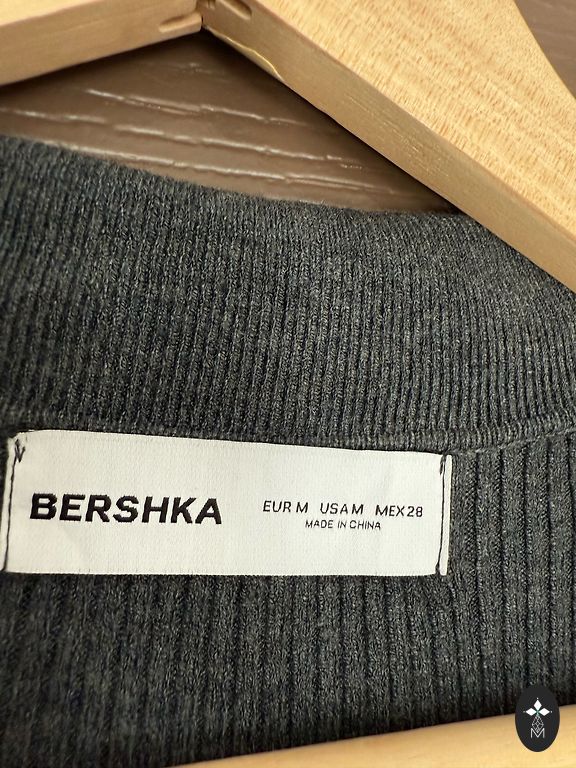 BERSHKA
EUR M USA M MEX 28
MADE IN CHINA
M